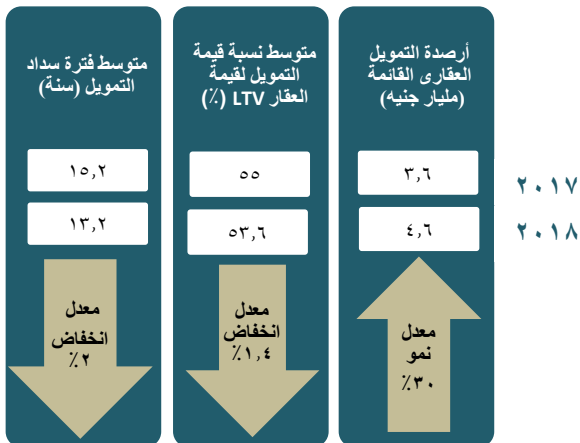 أرصدة التمويل
العقارى القائمة
(مليار جنيه)
متوسط نسبة قيمة
التمويل لقيمة
العقار LTV (٪)
متوسط فترة سداد
التمويل (سنة)
٢٠١٧
٣,٦
٥٥
١٥,٢
٢٠١٨
٤,٦
٥٣,٦
١٣,٢
معدل
نمو
٣٠٪
معدل
انخفاض
١,٤٪
معدل
انخفاض
٢٪